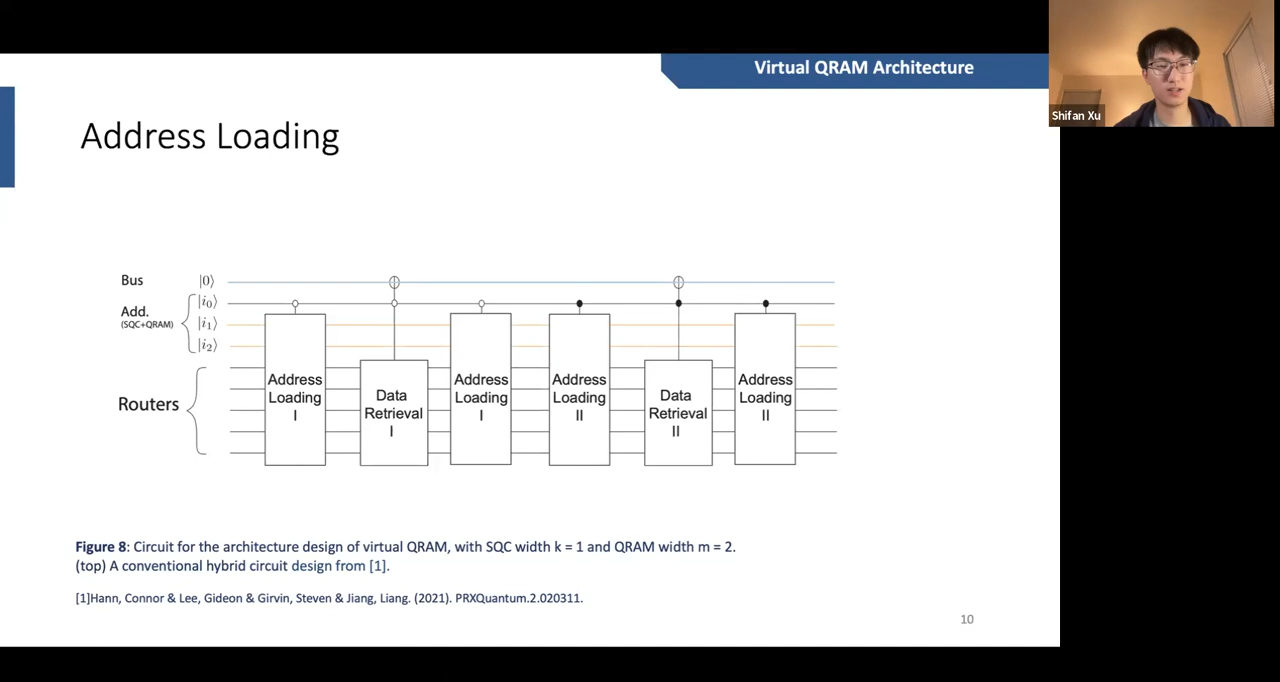 Virtual QRAM Architecture
Shifan Xu
Address Loading
Bus |0⟩
Add. |i₀⟩
(SQC+QRAM) |i₁⟩
|i₂⟩
Routers
Address Loading I
Data Retrieval I
Address Loading I
Address Loading II
Data Retrieval II
Address Loading II
Figure 8: Circuit for the architecture design of virtual QRAM, with SQC width k = 1 and QRAM width m = 2.
(top) A conventional hybrid circuit design from [1].
[1]Hann, Connor & Lee, Gideon & Girvin, Steven & Jiang, Liang. (2021). PRXQuantum.2.020311.
10